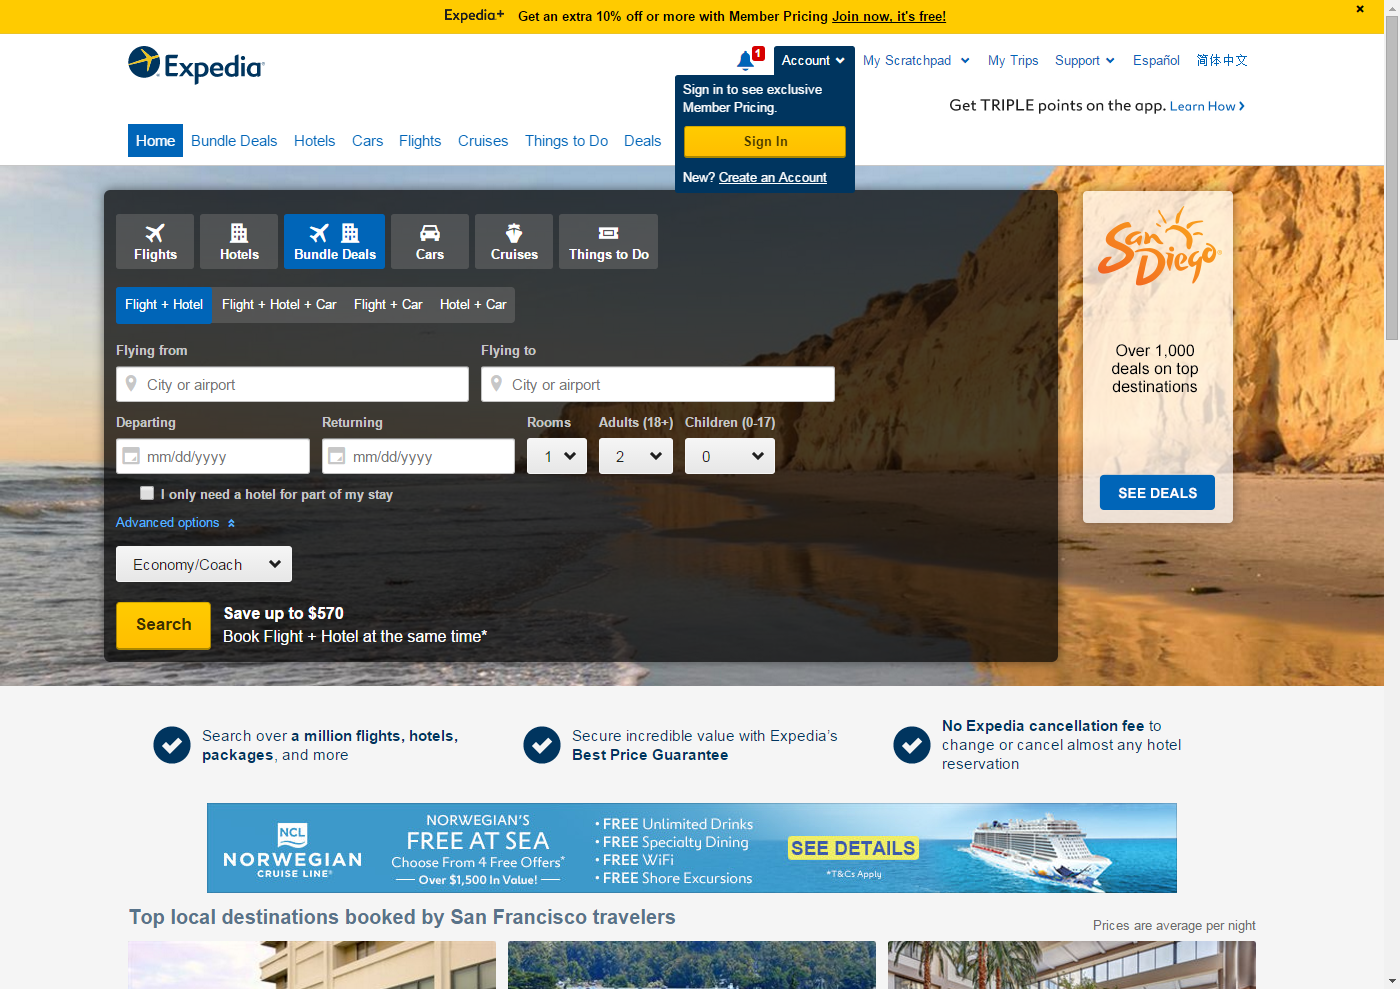 Expedia+ Get an extra 10% off or more with Member Pricing Join now, it's free!
Expedia
1
Account
My Scratchpad
My Trips
Support
Español
简体中文
Sign in to see exclusive
Member Pricing.
Sign In
New? Create an Account
Get TRIPLE points on the app. Learn How
Home
Bundle Deals
Hotels
Cars
Flights
Cruises
Things to Do
Deals
Flights
Hotels
Bundle Deals
Cars
Cruises
Things to Do
Flight + Hotel
Flight + Hotel + Car
Flight + Car
Hotel + Car
Flying from
Flying to
City or airport
City or airport
Departing
Returning
Rooms
Adults (18+)
Children (0-17)
mm/dd/yyyy
mm/dd/yyyy
1
2
0
I only need a hotel for part of my stay
Advanced options
Economy/Coach
Search
Save up to $570
Book Flight + Hotel at the same time*
San
Diego
Over 1,000
deals on top
destinations
SEE DEALS
Search over a million flights, hotels,
packages, and more
Secure incredible value with Expedia's
Best Price Guarantee
No Expedia cancellation fee to
change or cancel almost any hotel
reservation
NCL
NORWEGIAN
CRUISE LINE®
NORWEGIAN'S
FREE AT SEA
Choose From 4 Free Offers*
Over $1,500 In Value!
• FREE Unlimited Drinks
• FREE Specialty Dining
• FREE WiFi
• FREE Shore Excursions
SEE DETAILS
*T&Cs Apply
Top local destinations booked by San Francisco travelers
Prices are average per night